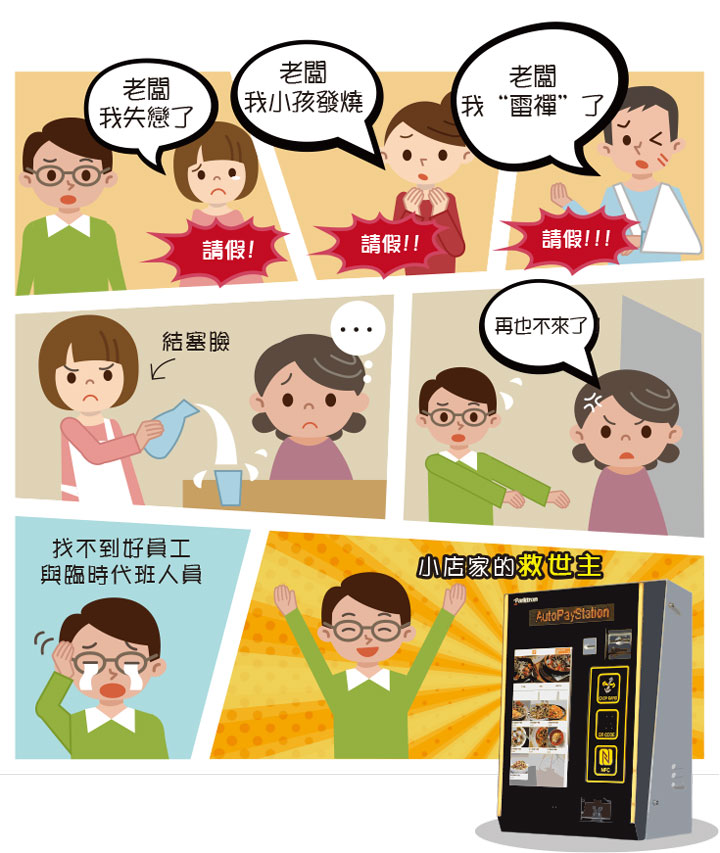 老闆
我失戀了
老闆
我小孩發燒
老闆
我“雷禪”了
請假!
請假!!
請假!!!
結塞臉
...
再也不來了
找不到好員工
與臨時代班人員
小店家的救世主
AutoPayStation
NFC